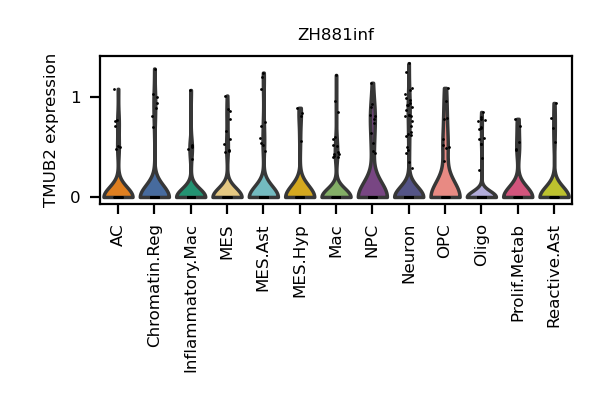 ZH881inf
TMUB2 expression
1
0
AC
Chromatin.Reg
Inflammatory.Mac
MES
MES.Ast
MES.Hyp
Mac
NPC
Neuron
OPC
Oligo
Prolif.Metab
Reactive.Ast